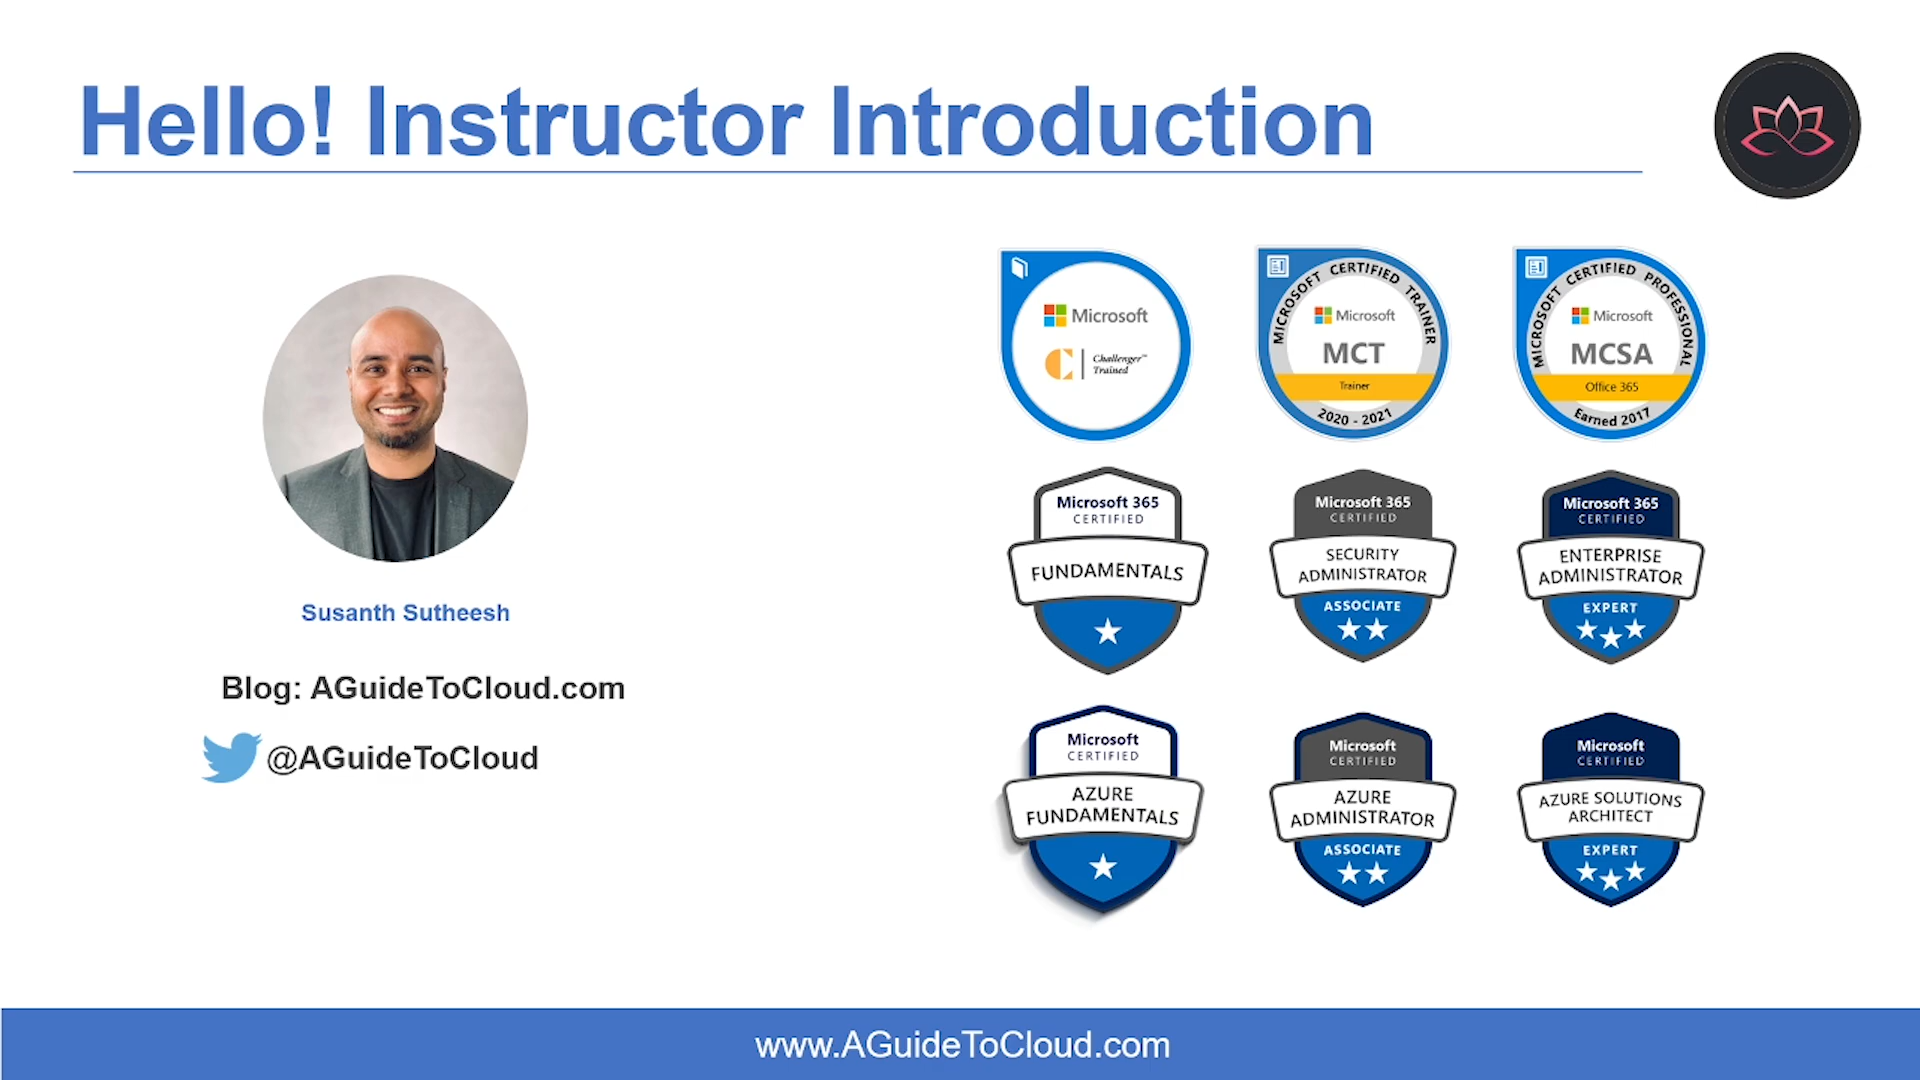 Hello! Instructor Introduction
Susanth Sutheesh
Blog: AGuideToCloud.com
@AGuideToCloud
Microsoft
Challenger™
Trained
MICROSOFT CERTIFIED TRAINER
Microsoft
MCT
Trainer
2020 - 2021
MICROSOFT CERTIFIED PROFESSIONAL
Microsoft
MCSA
Office 365
Earned 2017
Microsoft 365
CERTIFIED
FUNDAMENTALS
Microsoft 365
CERTIFIED
SECURITY
ADMINISTRATOR
ASSOCIATE
Microsoft 365
CERTIFIED
ENTERPRISE
ADMINISTRATOR
EXPERT
Microsoft
CERTIFIED
AZURE
FUNDAMENTALS
Microsoft
CERTIFIED
AZURE
ADMINISTRATOR
ASSOCIATE
Microsoft
CERTIFIED
AZURE SOLUTIONS
ARCHITECT
EXPERT
www.AGuideToCloud.com